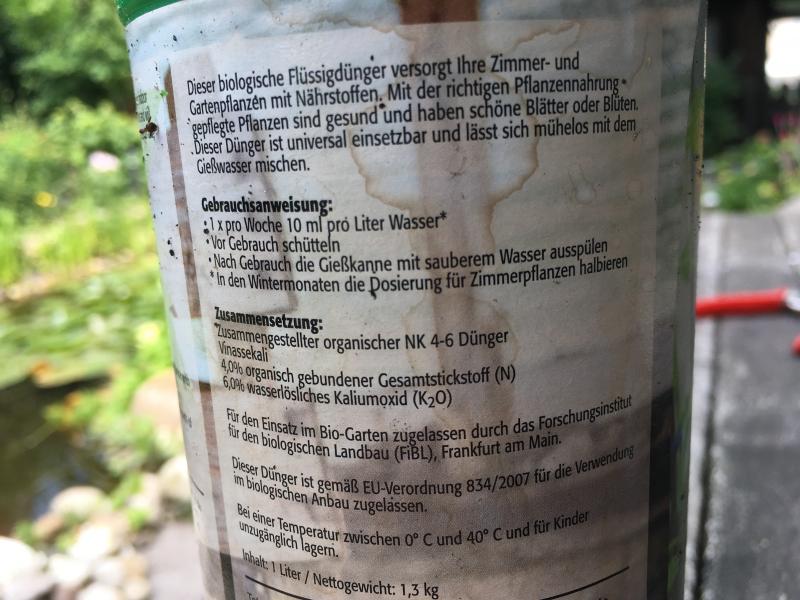 Dieser biologische Flüssigdünger versorgt Ihre Zimmer- und
Gartenpflanzen mit Nährstoffen. Mit der richtigen Pflanzennahrung
gepflegte Pflanzen sind gesund und haben schöne Blätter oder Blüten.
Dieser Dünger ist universal einsetzbar und lässt sich mühelos mit dem
Gießwasser mischen.
Gebrauchsanweisung:
• 1 x pro Woche 10 ml pro Liter Wasser*
• Vor Gebrauch schütteln
• Nach Gebrauch die Gießkanne mit sauberem Wasser ausspülen
* In den Wintermonaten die Dosierung für Zimmerpflanzen halbieren
Zusammensetzung:
Zusammengestellter organischer NK 4-6 Dünger
Vinassekali
4,0% organisch gebundener Gesamtstickstoff (N)
6,0% wasserlösliches Kaliumoxid (K₂O)
Für den Einsatz im Bio-Garten zugelassen durch das Forschungsinstitut
für den biologischen Landbau (FiBL), Frankfurt am Main.
Dieser Dünger ist gemäß EU-Verordnung 834/2007 für die Verwendung
im biologischen Anbau zugelassen.
Bei einer Temperatur zwischen 0° C und 40° C und für Kinder
unzugänglich lagern.
Inhalt: 1 Liter / Nettogewicht: 1,3 kg